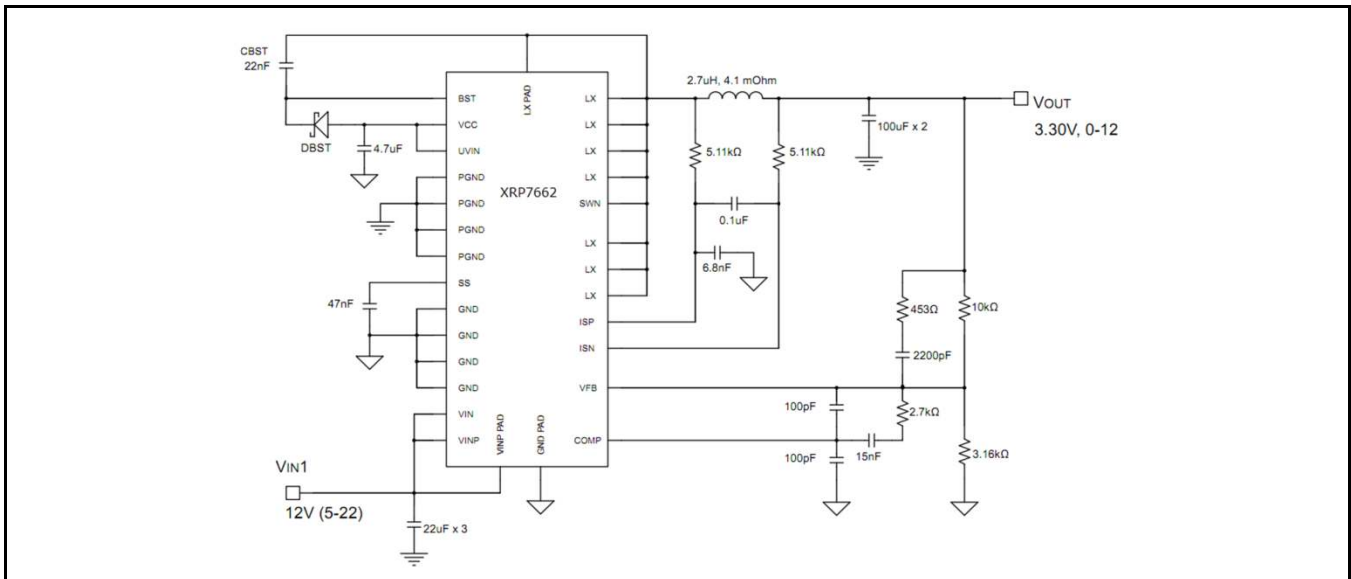 CBST
22nF
2.7uH, 4.1 mOhm
LX PAD
BST
LX
VOUT
3.30V, 0-12
VCC
LX
100uF x 2
DBST
4.7uF
UVIN
LX
5.11kΩ
5.11kΩ
PGND
LX
XRP7662
PGND
SWN
0.1uF
PGND
LX
PGND
LX
6.8nF
SS
LX
47nF
GND
ISP
453Ω
10kΩ
GND
ISN
GND
2200pF
GND
VFB
VIN
100pF
2.7kΩ
VINP
VINP PAD
GND PAD
COMP
100pF
15nF
3.16kΩ
VIN1
12V (5-22)
22uF x 3